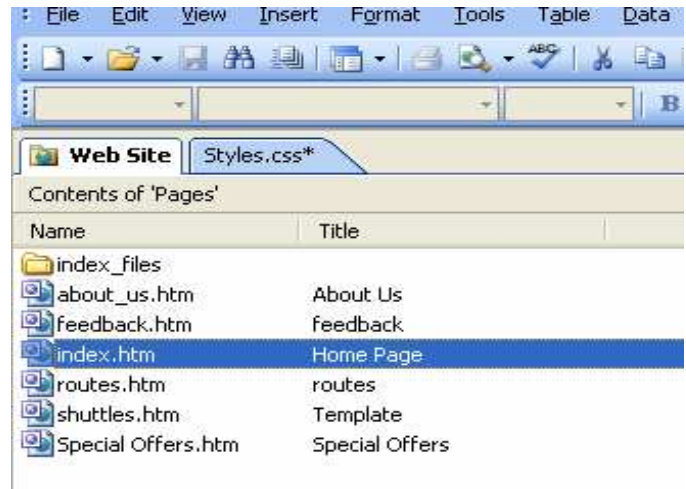 File Edit View Insert Format Tools Table Data
ABC
B
Web Site Styles.css*
Contents of 'Pages'
Name Title
index_files
about_us.htm About Us
feedback.htm feedback
index.htm Home Page
routes.htm routes
shuttles.htm Template
Special Offers.htm Special Offers